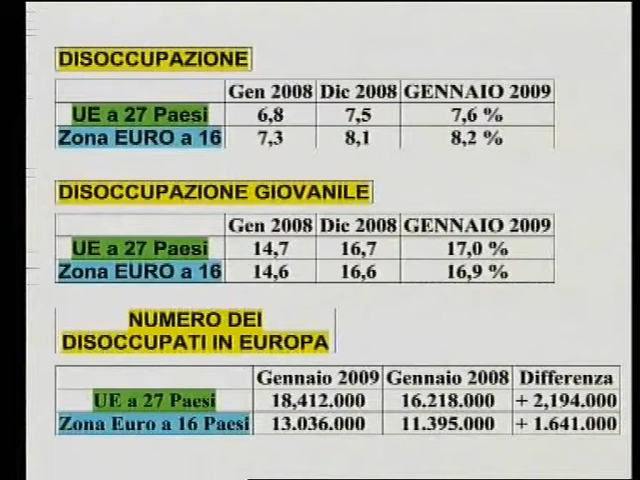 DISOCCUPAZIONE
Gen 2008 Dic 2008 GENNAIO 2009
UE a 27 Paesi 6,8 7,5 7,6 %
Zona EURO a 16 7,3 8,1 8,2 %
DISOCCUPAZIONE GIOVANILE
Gen 2008 Dic 2008 GENNAIO 2009
UE a 27 Paesi 14,7 16,7 17,0 %
Zona EURO a 16 14,6 16,6 16,9 %
NUMERO DEI
DISOCCUPATI IN EUROPA
Gennaio 2009 Gennaio 2008 Differenza
UE a 27 Paesi 18,412.000 16.218.000 + 2,194.000
Zona Euro a 16 Paesi 13.036.000 11.395.000 + 1.641.000